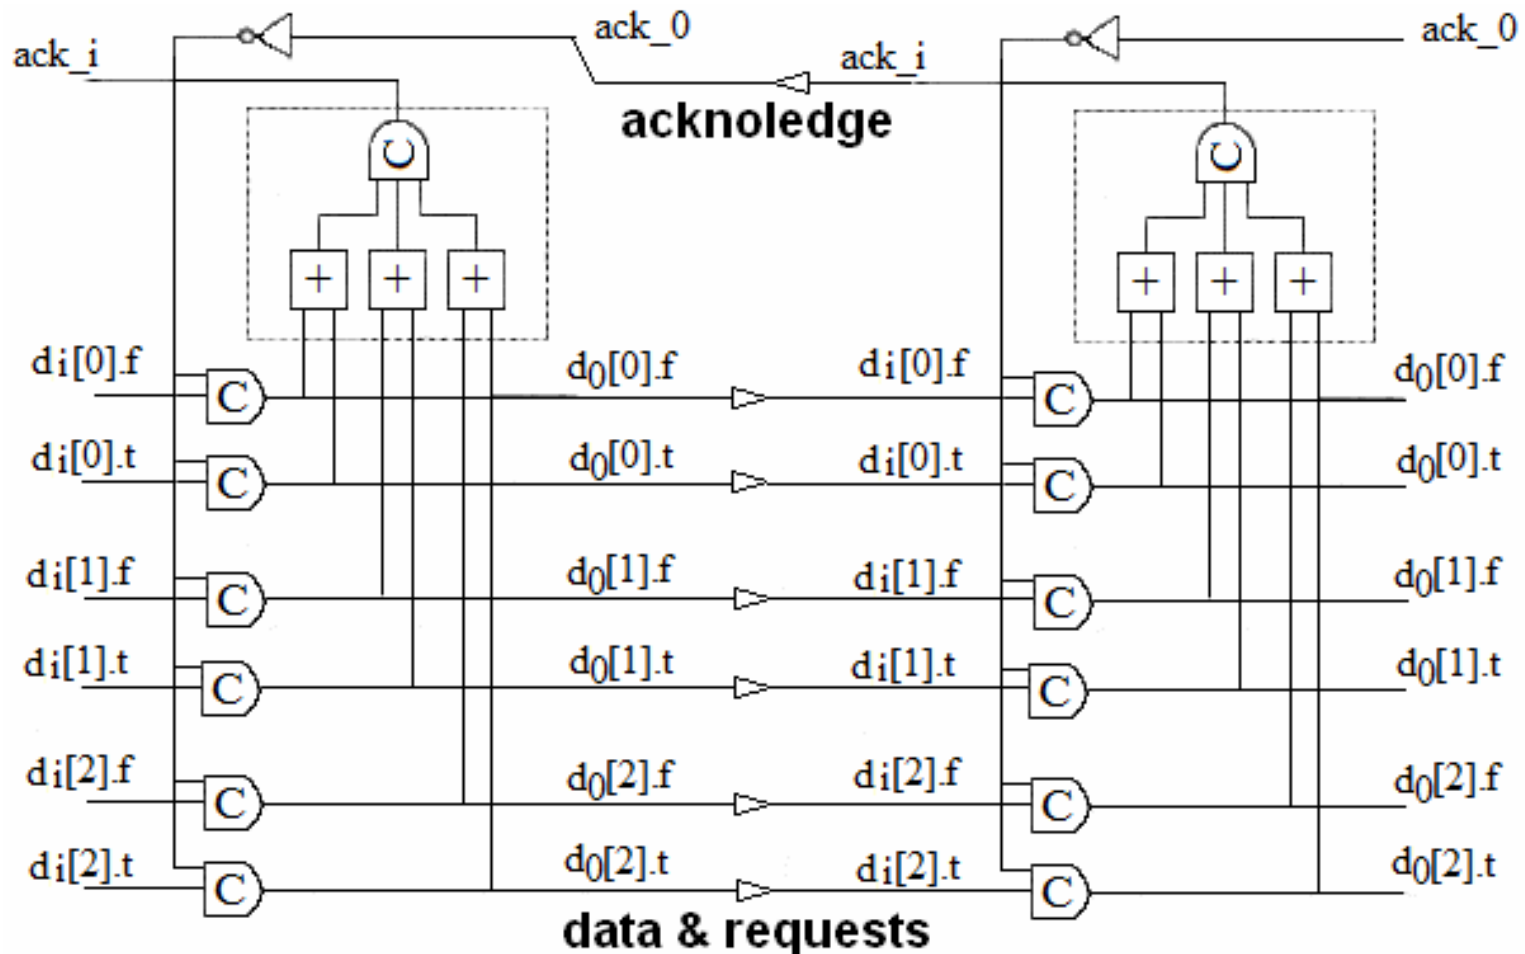 ack_0
ack_0
ack_i
ack_i
acknoledge
C
C
+ + +
+ + +
di[0].f
d0[0].f
di[0].f
d0[0].f
C
C
di[0].t
d0[0].t
di[0].t
d0[0].t
C
C
di[1].f
d0[1].f
di[1].f
d0[1].f
C
C
di[1].t
d0[1].t
di[1].t
d0[1].t
C
C
di[2].f
d0[2].f
di[2].f
d0[2].f
C
C
di[2].t
d0[2].t
di[2].t
d0[2].t
C
C
data & requests